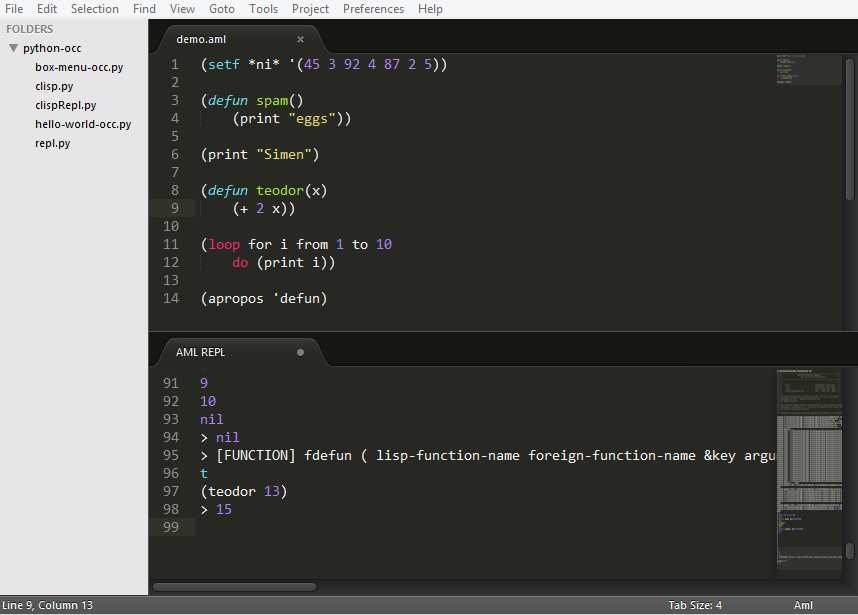 File Edit Selection Find View Goto Tools Project Preferences Help
FOLDERS
python-occ
box-menu-occ.py
clisp.py
clispRepl.py
hello-world-occ.py
repl.py
demo.aml ×
1 (setf *ni* '(45 3 92 4 87 2 5))
2
3 (defun spam()
4 (print "eggs"))
5
6 (print "Simen")
7
8 (defun teodor(x)
9 (+ 2 x))
10
11 (loop for i from 1 to 10
12 do (print i))
13
14 (apropos 'defun)
AML REPL
91 9
92 10
93 nil
94 > nil
95 > [FUNCTION] fdefun ( lisp-function-name foreign-function-name &key argu
96 t
97 (teodor 13)
98 > 15
99
Line 9, Column 13 Tab Size: 4 Aml